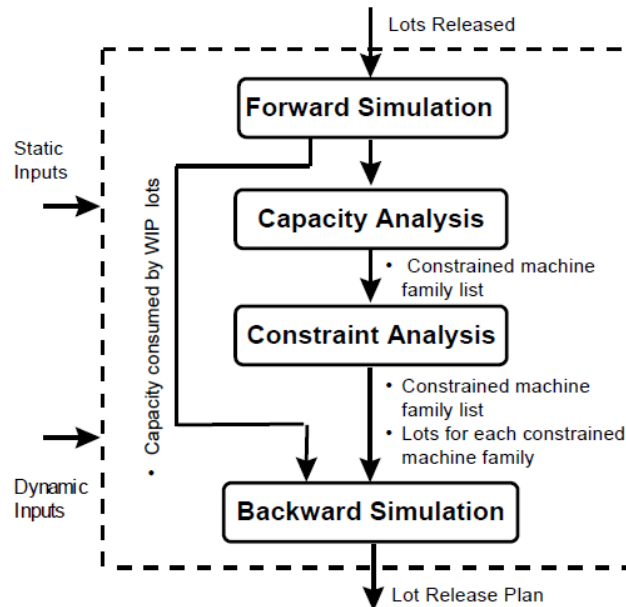 Lots Released
Forward Simulation
Static
Inputs
• Capacity consumed by WIP lots
Capacity Analysis
• Constrained machine
family list
Constraint Analysis
• Constrained machine
family list
• Lots for each constrained
machine family
Dynamic
Inputs
Backward Simulation
Lot Release Plan